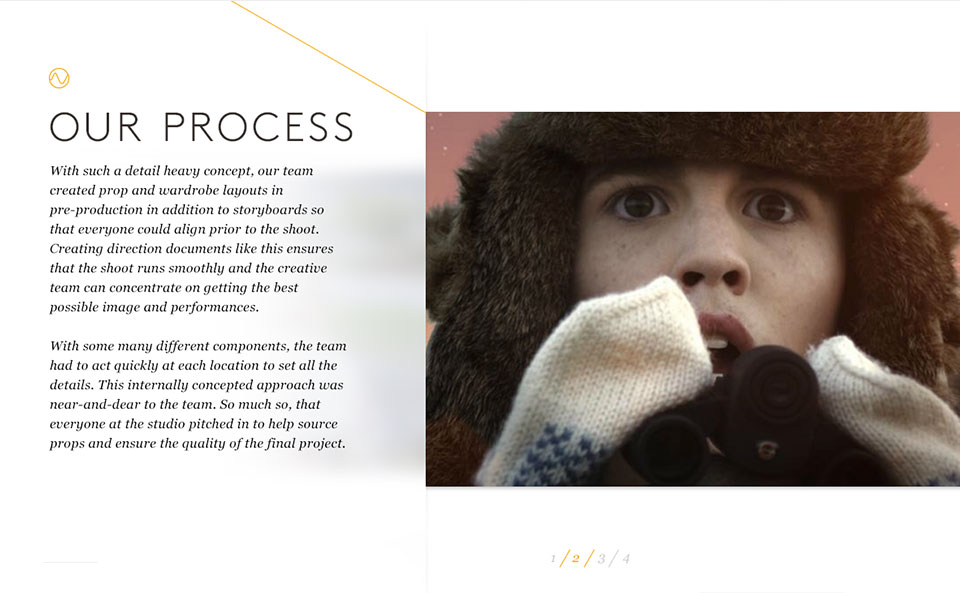 OUR PROCESS
With such a detail heavy concept, our team
created prop and wardrobe layouts in
pre-production in addition to storyboards so
that everyone could align prior to the shoot.
Creating direction documents like this ensures
that the shoot runs smoothly and the creative
team can concentrate on getting the best
possible image and performances.
With some many different components, the team
had to act quickly at each location to set all the
details. This internally concepted approach was
near-and-dear to the team. So much so, that
everyone at the studio pitched in to help source
props and ensure the quality of the final project.
1 / 2 / 3 / 4